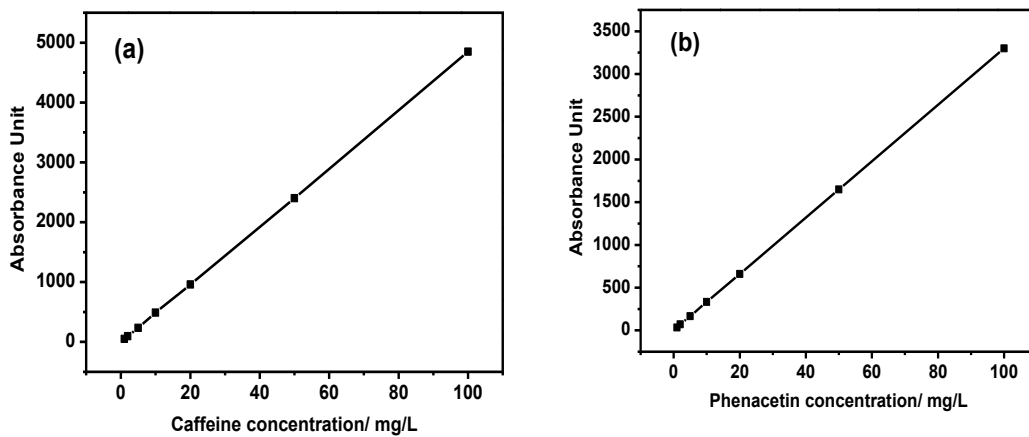 (a)
Absorbance Unit
5000
4000
3000
2000
1000
0
0 20 40 60 80 100
Caffeine concentration/ mg/L
(b)
Absorbance Unit
3500
3000
2500
2000
1500
1000
500
0
0 20 40 60 80 100
Phenacetin concentration/ mg/L